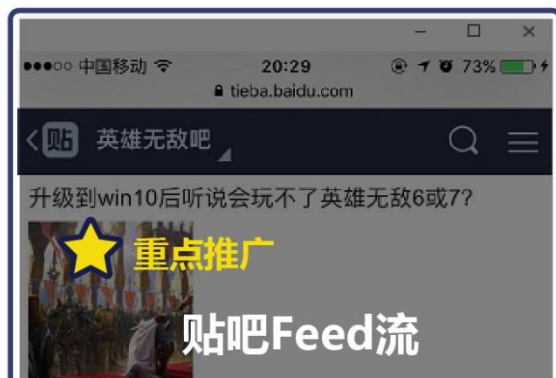 中国移动 20:29 73%
tieba.baidu.com
贴 英雄无敌吧
升级到win10后听说会玩不了英雄无敌6或7?
重点推广
贴吧Feed流